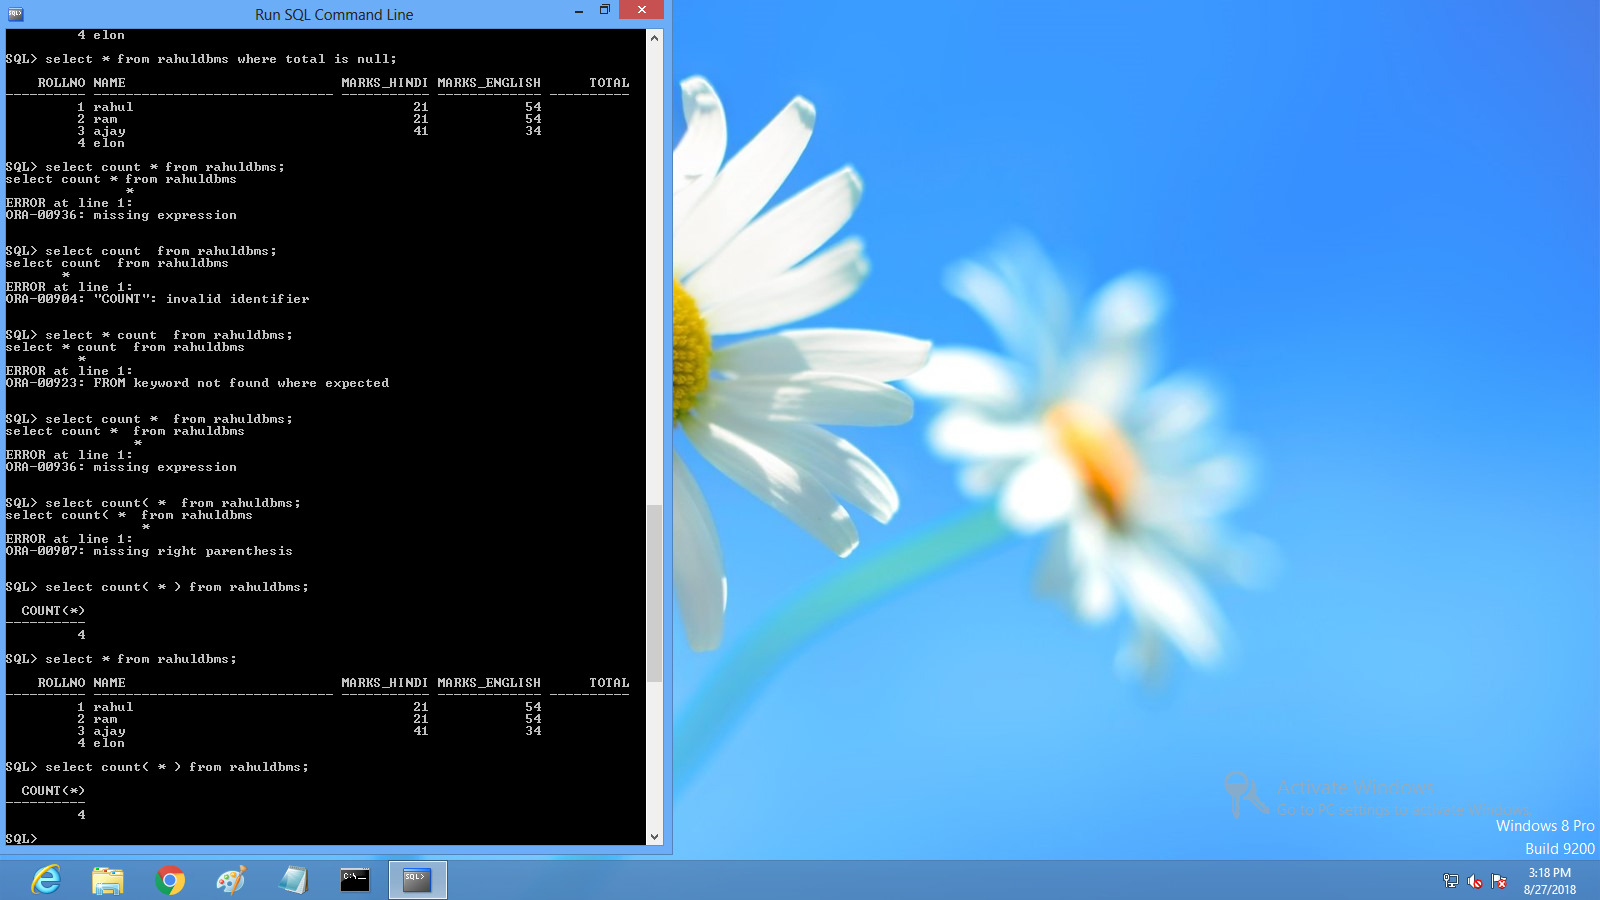 Run SQL Command Line
4 elon
SQL> select * from rahuldbms where total is null;
ROLLNO NAME MARKS_HINDI MARKS_ENGLISH TOTAL
---------- ------------------------------ ----------- ------------- ----------
1 rahul 21 54
2 ram 21 54
3 ajay 41 34
4 elon
SQL> select count * from rahuldbms;
select count * from rahuldbms
*
ERROR at line 1:
ORA-00936: missing expression
SQL> select count  from rahuldbms;
select count  from rahuldbms
*
ERROR at line 1:
ORA-00904: "COUNT": invalid identifier
SQL> select * count  from rahuldbms;
select * count  from rahuldbms
*
ERROR at line 1:
ORA-00923: FROM keyword not found where expected
SQL> select count *  from rahuldbms;
select count *  from rahuldbms
*
ERROR at line 1:
ORA-00936: missing expression
SQL> select count( *  from rahuldbms;
select count( *  from rahuldbms
*
ERROR at line 1:
ORA-00907: missing right parenthesis
SQL> select count( * ) from rahuldbms;
COUNT(*)
----------
4
SQL> select * from rahuldbms;
ROLLNO NAME MARKS_HINDI MARKS_ENGLISH TOTAL
---------- ------------------------------ ----------- ------------- ----------
1 rahul 21 54
2 ram 21 54
3 ajay 41 34
4 elon
SQL> select count( * ) from rahuldbms;
COUNT(*)
----------
4
SQL>
Activate Windows
Go to PC settings to activate Windows.
Windows 8 Pro
Build 9200
C:\_
SQL>
3:18 PM
8/27/2018